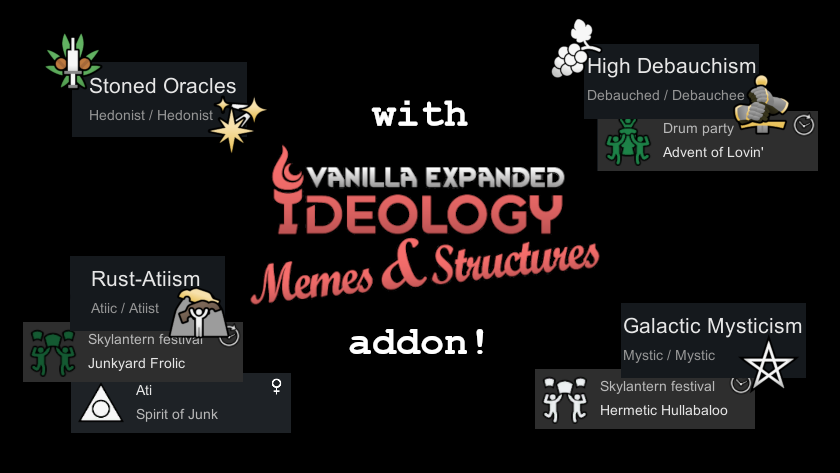 Stoned Oracles
Hedonist / Hedonist
High Debauchism
Debauched / Debauchee
Drum party
Advent of Lovin'
with
VANILLA EXPANDED
IDEOLOGY
Memes & Structures
addon!
Rust-Atiism
Atiic / Atiist
Skylantern festival
Junkyard Frolic
Ati
Spirit of Junk
Galactic Mysticism
Mystic / Mystic
Skylantern festival
Hermetic Hullabaloo